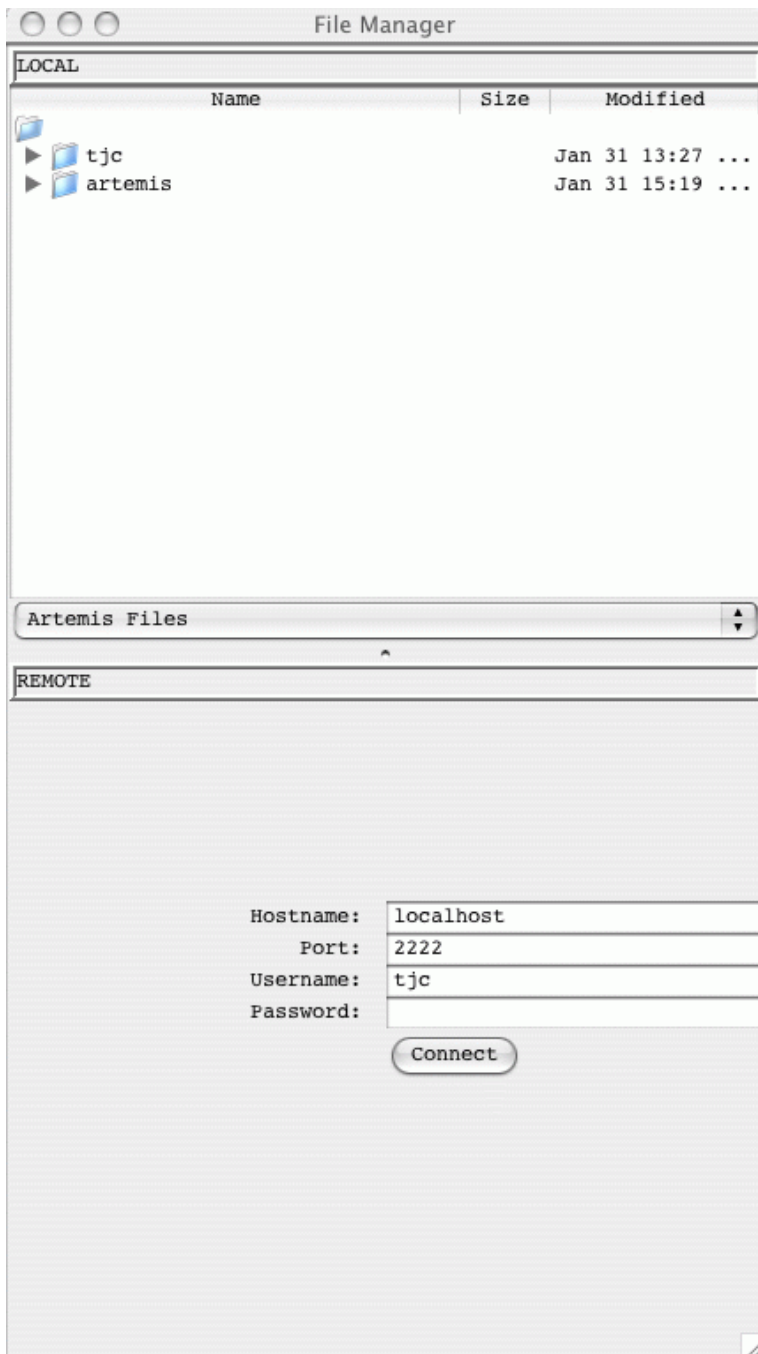 File Manager
LOCAL
Name Size Modified
tjc Jan 31 13:27 ...
artemis Jan 31 15:19 ...
Artemis Files
REMOTE
Hostname: localhost
Port: 2222
Username: tjc
Password:
Connect